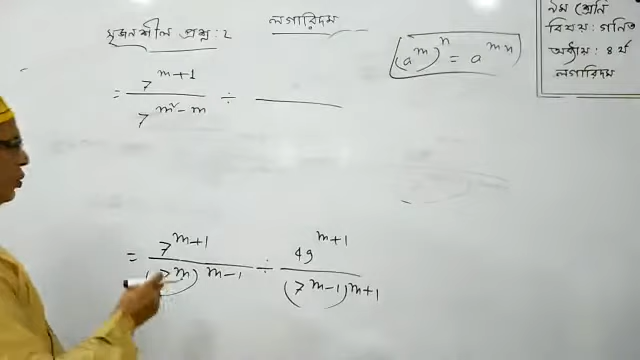 লগারিদম
সৃজনশীল প্রশ্ন: ২
৯ম শ্রেনি
বিষয়: গণিত
অধ্যায়: ৪র্থ
লগারিদম
(a^m)^n = a^{mn}
= 7^{m+1} / 7^{m²-m} ÷
= 7^{m+1} / (7^m)^{m-1} ÷ 49^{m+1} / (7^{m-1})^{m+1}